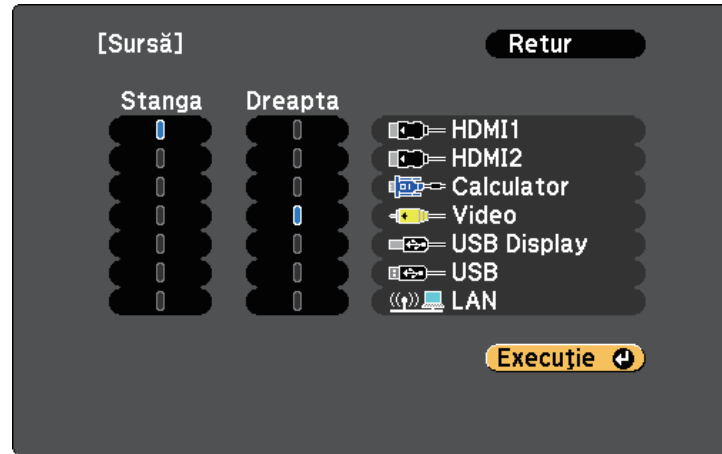 [Sursă] Retur
Stanga Dreapta
HDMI1
HDMI2
Calculator
Video
USB Display
USB
LAN
Execuţie